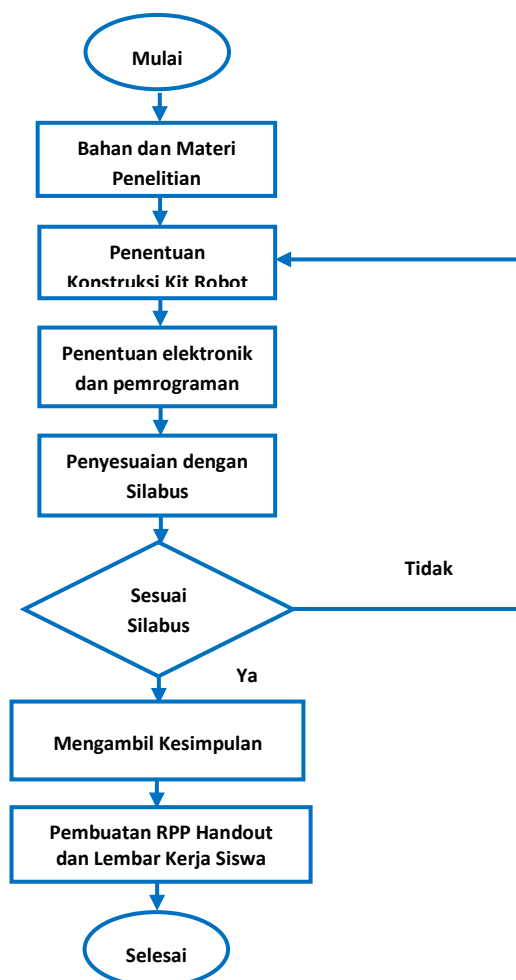 Mulai
Bahan dan Materi
Penelitian
Penentuan
Konstruksi Kit Robot
Penentuan elektronik
dan pemrograman
Penyesuaian dengan
Silabus
Sesuai
Silabus
Tidak
Ya
Mengambil Kesimpulan
Pembuatan RPP Handout
dan Lembar Kerja Siswa
Selesai